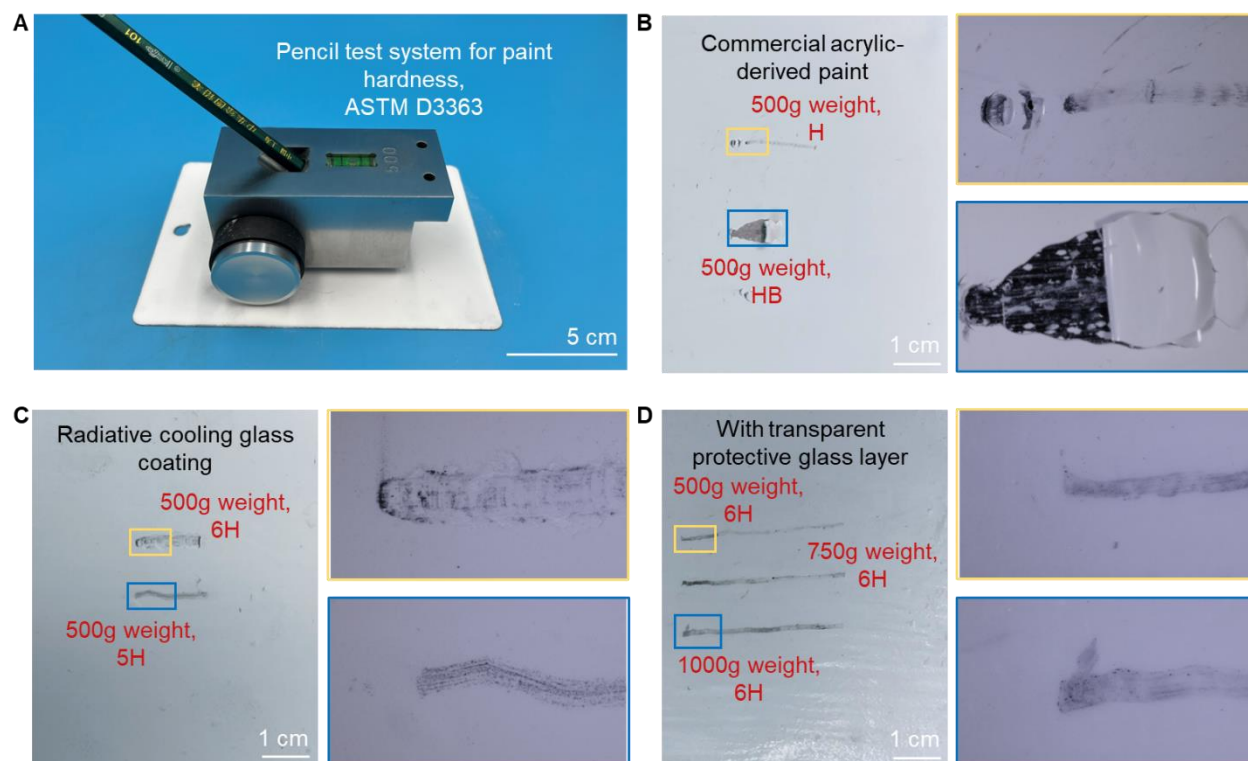 A
Pencil test system for paint
hardness,
ASTM D3363
101
500
5 cm
B
Commercial acrylic-
derived paint
500g weight,
H
500g weight,
HB
1 cm
C
Radiative cooling glass
coating
500g weight,
6H
500g weight,
5H
1 cm
D
With transparent
protective glass layer
500g weight,
6H
750g weight,
6H
1000g weight,
6H
1 cm